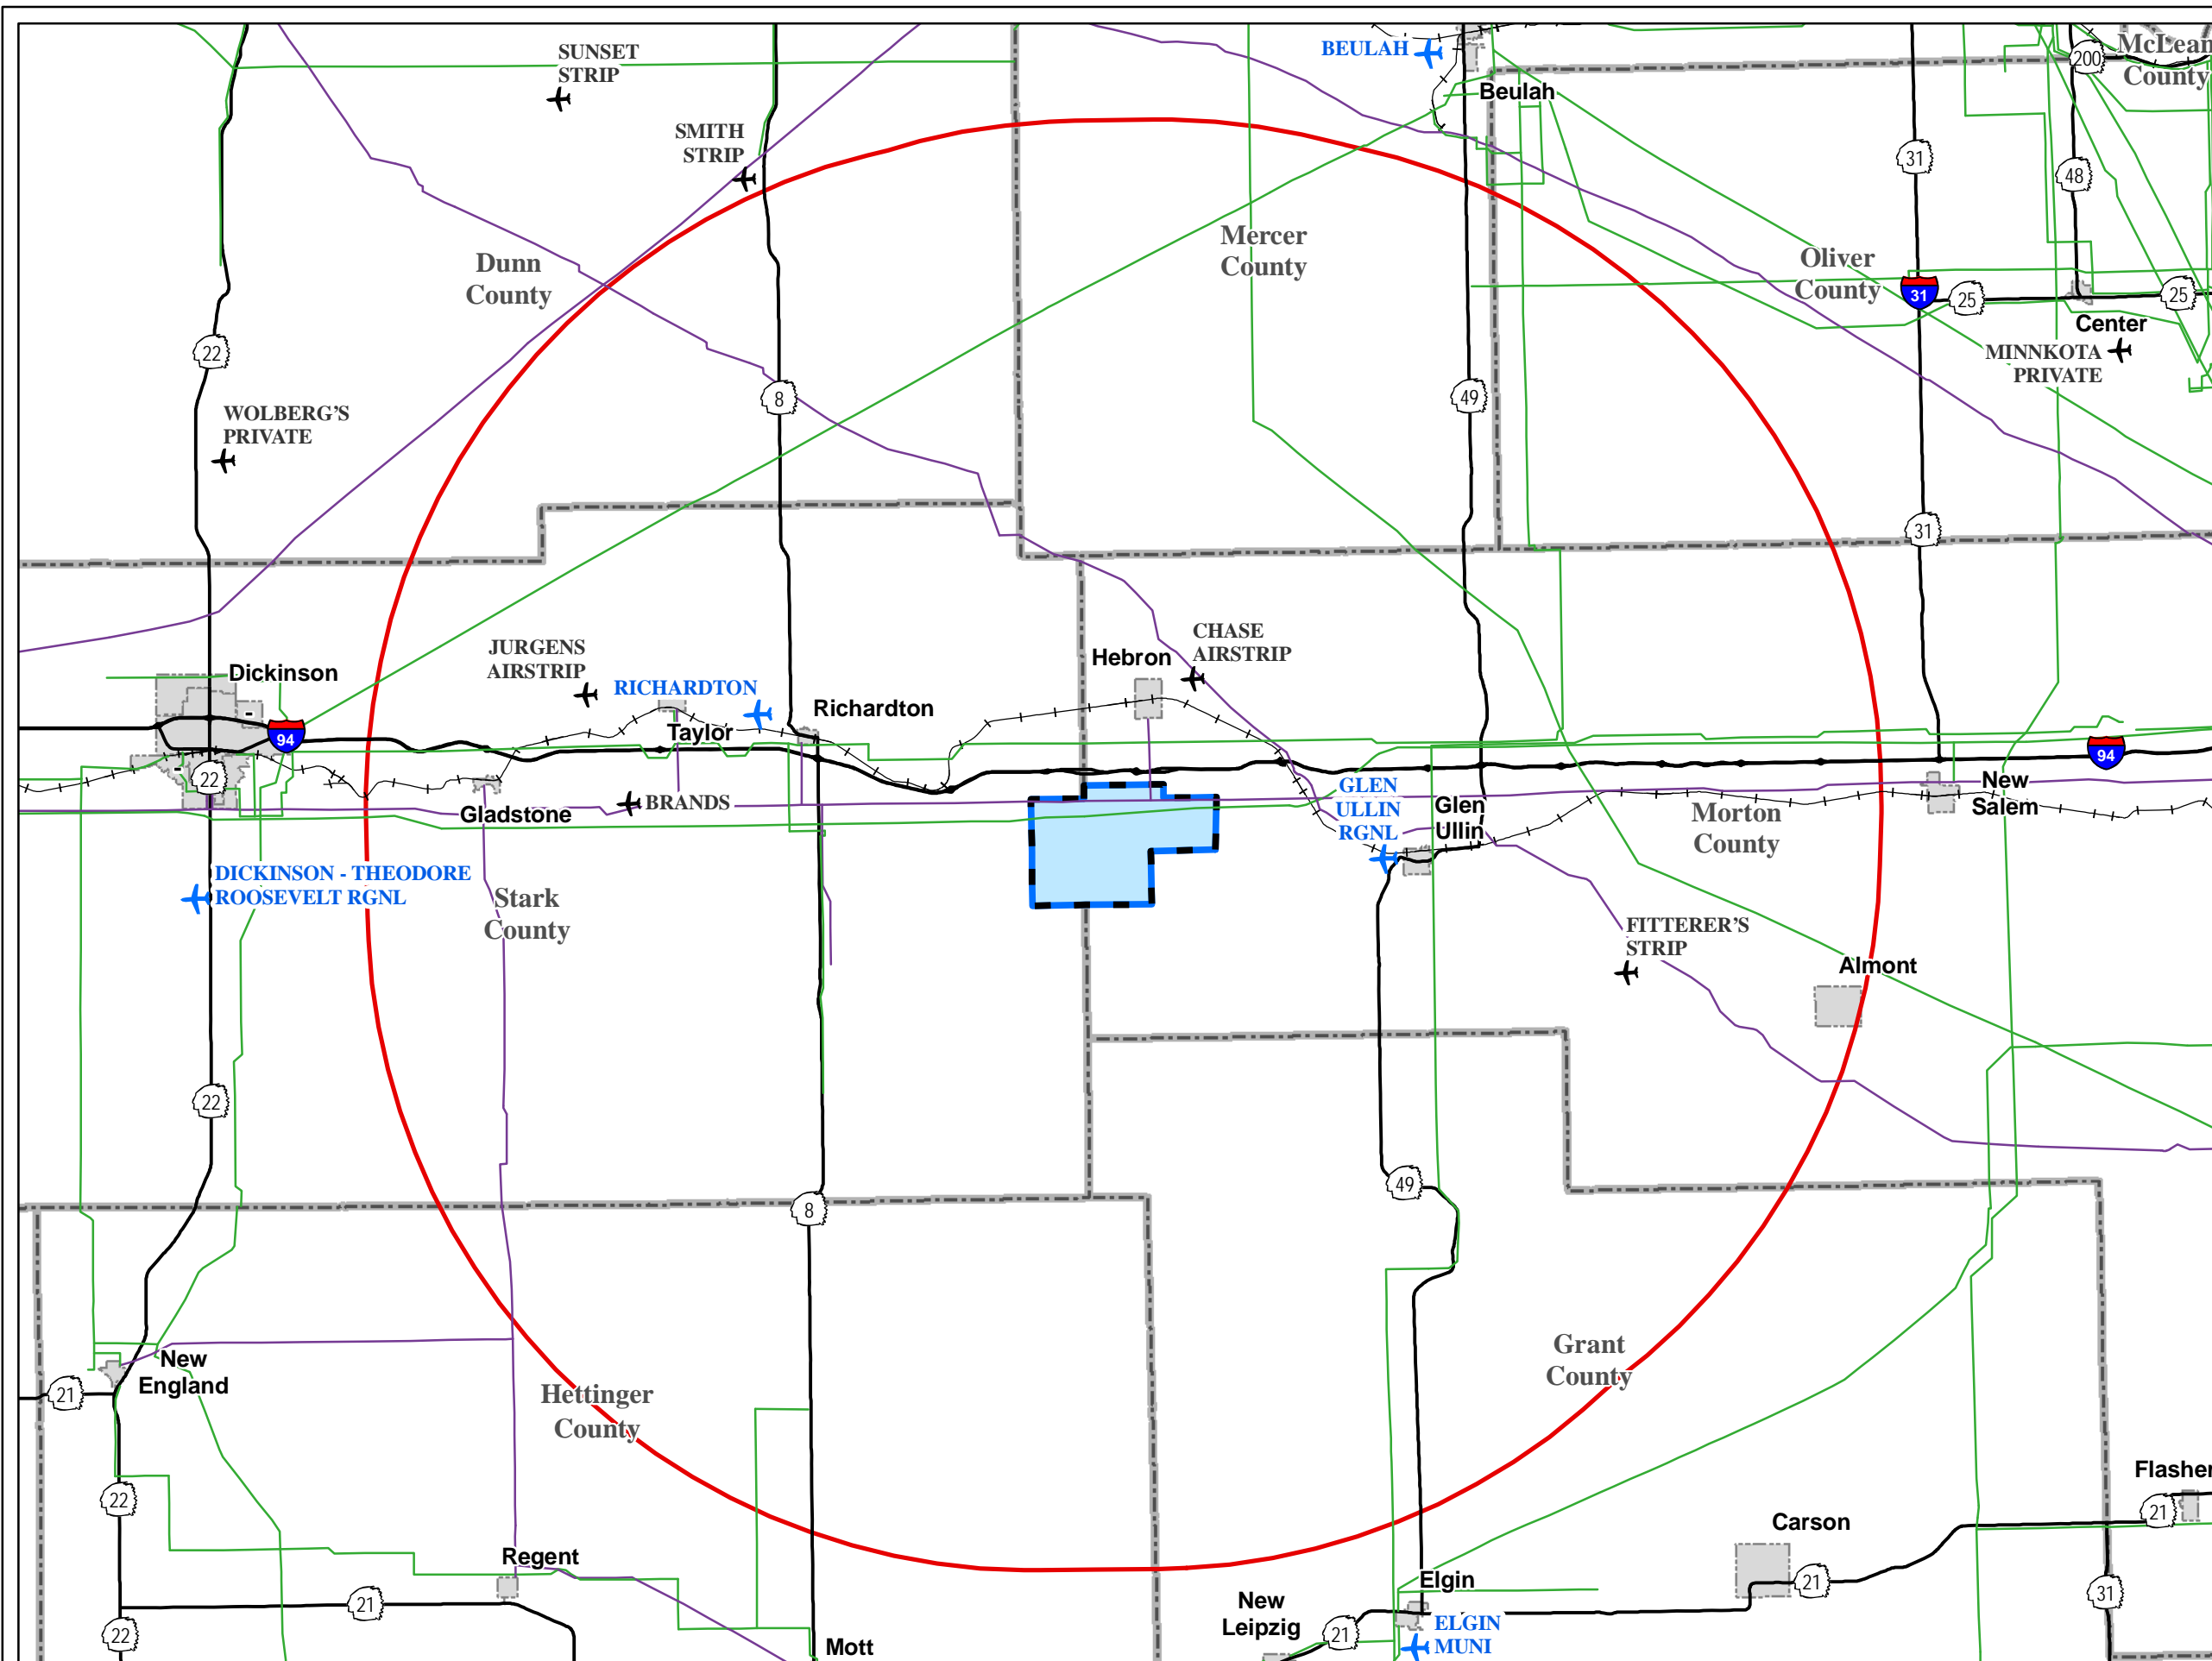 SUNSET
STRIP
BEULAH
McLean
County
200
Beulah
SMITH
STRIP
31
48
Mercer
County
Dunn
County
Oliver
County
31
25
25
Center
MINNKOTA
PRIVATE
22
8
49
WOLBERG'S
PRIVATE
31
CHASE
AIRSTRIP
JURGENS
AIRSTRIP
Hebron
Dickinson
RICHARDTON
Richardton
Taylor
94
94
22
GLEN
ULLIN
RGNL
Glen
Ullin
New
Salem
Gladstone
BRANDS
Morton
County
DICKINSON - THEODORE
ROOSEVELT RGNL
Stark
County
FITTERER'S
STRIP
Almont
22
49
8
Grant
County
New
England
21
Hettinger
County
22
Flasher
21
Carson
Regent
21
21
Elgin
31
New
Leipzig
21
ELGIN
MUNI
22
Mott